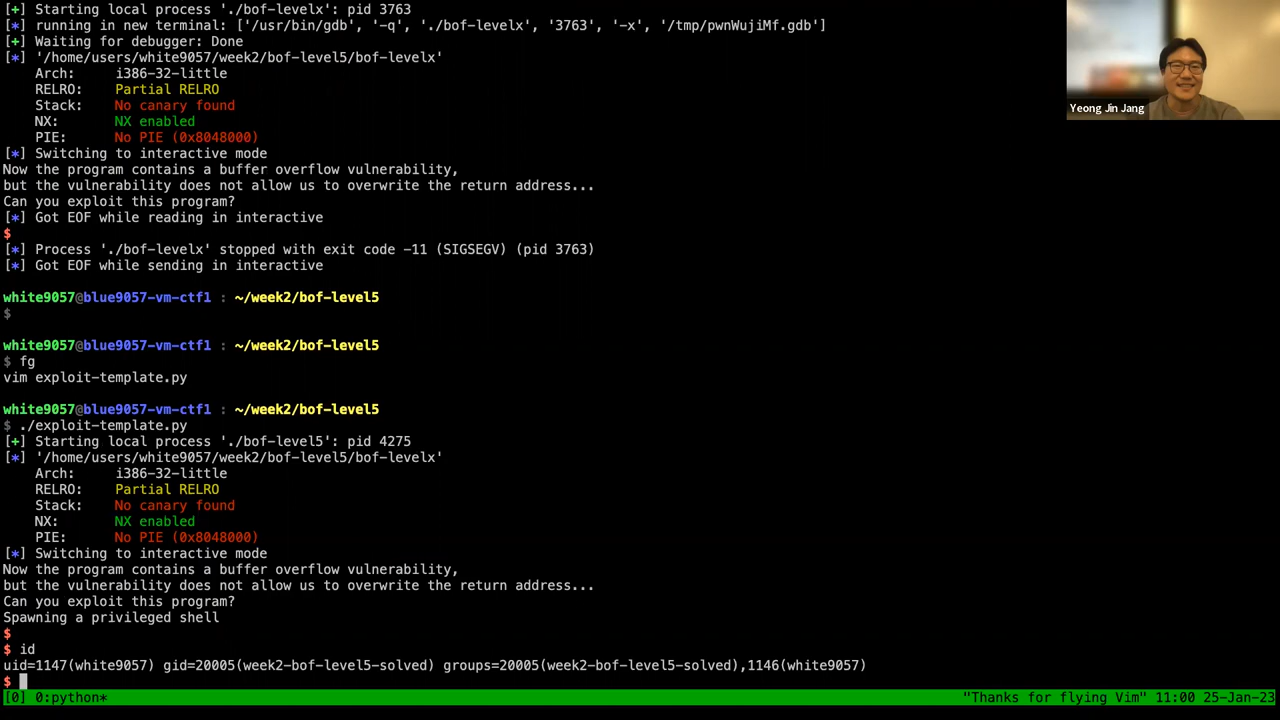 [+] Starting local process './bof-levelx': pid 3763
[*] running in new terminal: ['/usr/bin/gdb', '-q', './bof-levelx', '3763', '-x', '/tmp/pwnWujiMf.gdb']
[+] Waiting for debugger: Done
[*] '/home/users/white9057/week2/bof-level5/bof-levelx'
Arch:     i386-32-little
RELRO:    Partial RELRO
Stack:    No canary found
NX:       NX enabled
PIE:      No PIE (0x8048000)
[*] Switching to interactive mode
Now the program contains a buffer overflow vulnerability,
but the vulnerability does not allow us to overwrite the return address...
Can you exploit this program?
[*] Got EOF while reading in interactive
$
[*] Process './bof-levelx' stopped with exit code -11 (SIGSEGV) (pid 3763)
[*] Got EOF while sending in interactive
white9057@blue9057-vm-ctf1 : ~/week2/bof-level5
$
white9057@blue9057-vm-ctf1 : ~/week2/bof-level5
$ fg
vim exploit-template.py
white9057@blue9057-vm-ctf1 : ~/week2/bof-level5
$ ./exploit-template.py
[+] Starting local process './bof-level5': pid 4275
[*] '/home/users/white9057/week2/bof-level5/bof-levelx'
Arch:     i386-32-little
RELRO:    Partial RELRO
Stack:    No canary found
NX:       NX enabled
PIE:      No PIE (0x8048000)
[*] Switching to interactive mode
Now the program contains a buffer overflow vulnerability,
but the vulnerability does not allow us to overwrite the return address...
Can you exploit this program?
Spawning a privileged shell
$
$ id
uid=1147(white9057) gid=20005(week2-bof-level5-solved) groups=20005(week2-bof-level5-solved),1146(white9057)
$
[0] 0:python* "Thanks for flying Vim" 11:00 25-Jan-23
Yeong Jin Jang